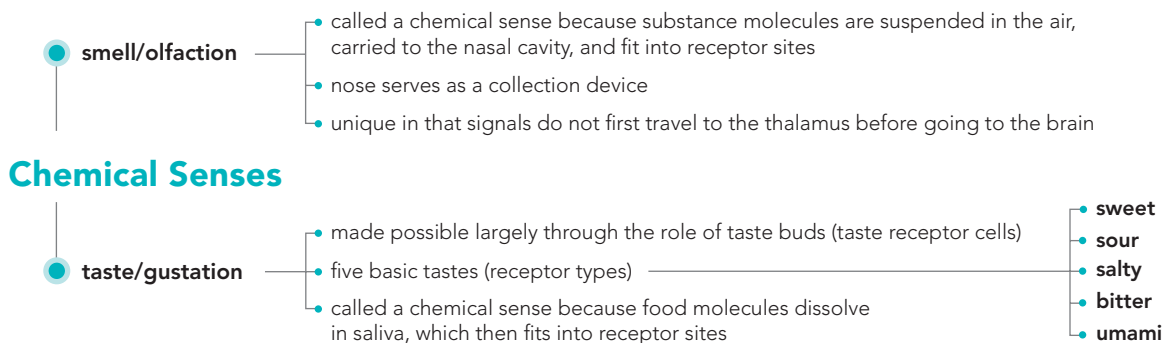 called a chemical sense because substance molecules are suspended in the air,
carried to the nasal cavity, and fit into receptor sites
smell/olfaction
nose serves as a collection device
unique in that signals do not first travel to the thalamus before going to the brain
Chemical Senses
sweet
made possible largely through the role of taste buds (taste receptor cells)
sour
taste/gustation
five basic tastes (receptor types)
salty
called a chemical sense because food molecules dissolve
in saliva, which then fits into receptor sites
bitter
umami